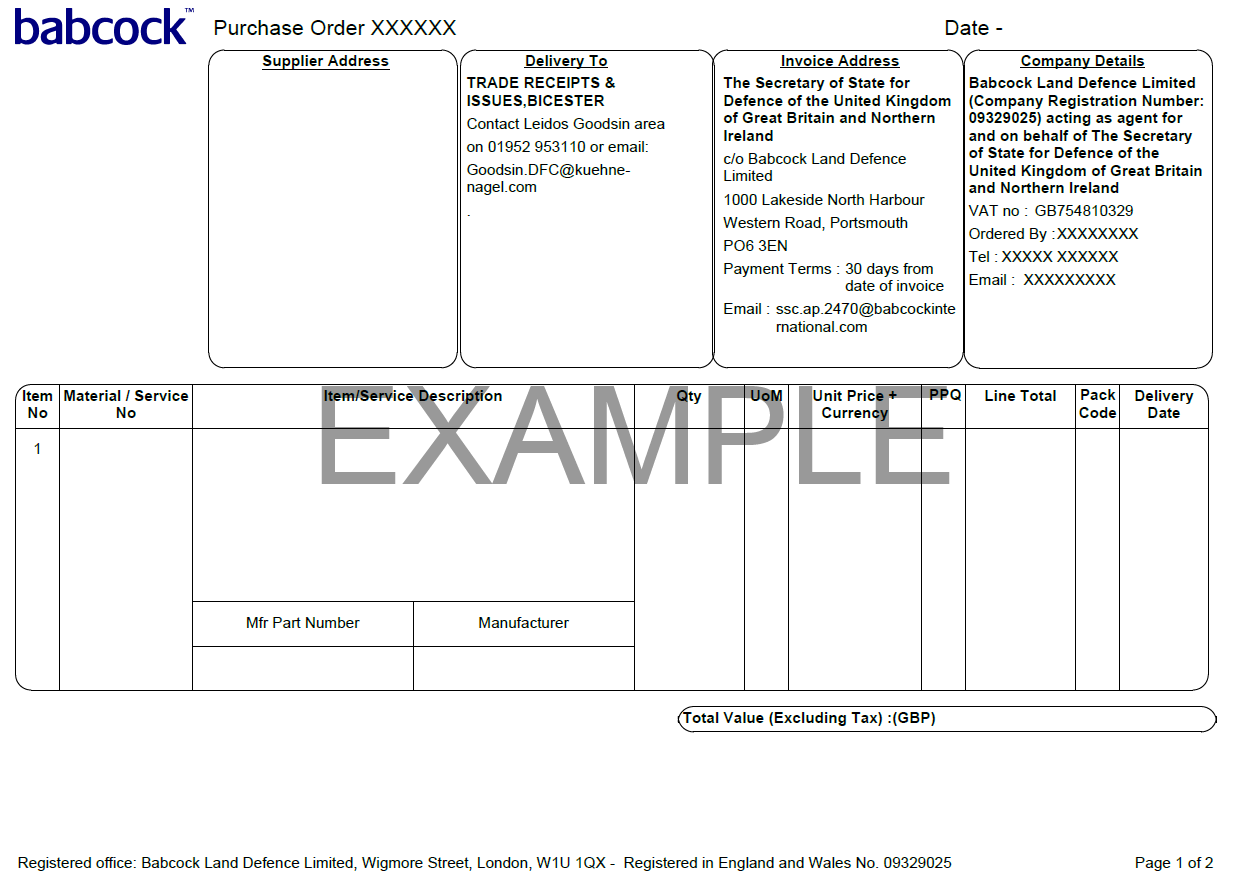 babcock™
Purchase Order XXXXXX
Date -
Supplier Address
Delivery To
TRADE RECEIPTS &
ISSUES,BICESTER
Contact Leidos Goodsin area
on 01952 953110 or email:
Goodsin.DFC@kuehne-
nagel.com
.
Invoice Address
The Secretary of State for
Defence of the United Kingdom
of Great Britain and Northern
Ireland
c/o Babcock Land Defence
Limited
1000 Lakeside North Harbour
Western Road, Portsmouth
PO6 3EN
Payment Terms : 30 days from
date of invoice
Email : ssc.ap.2470@babcockinte
rnational.com
Company Details
Babcock Land Defence Limited
(Company Registration Number:
09329025) acting as agent for
and on behalf of The Secretary
of State for Defence of the
United Kingdom of Great Britain
and Northern Ireland
VAT no : GB754810329
Ordered By :XXXXXXXX
Tel : XXXXX XXXXXX
Email : XXXXXXXXX
Item
No
Material / Service
No
Item/Service Description
Qty
UoM
Unit Price +
Currency
PPQ
Line Total
Pack
Code
Delivery
Date
EXAMPLE
1
Mfr Part Number
Manufacturer
Total Value (Excluding Tax) :(GBP)
Registered office: Babcock Land Defence Limited, Wigmore Street, London, W1U 1QX - Registered in England and Wales No. 09329025
Page 1 of 2